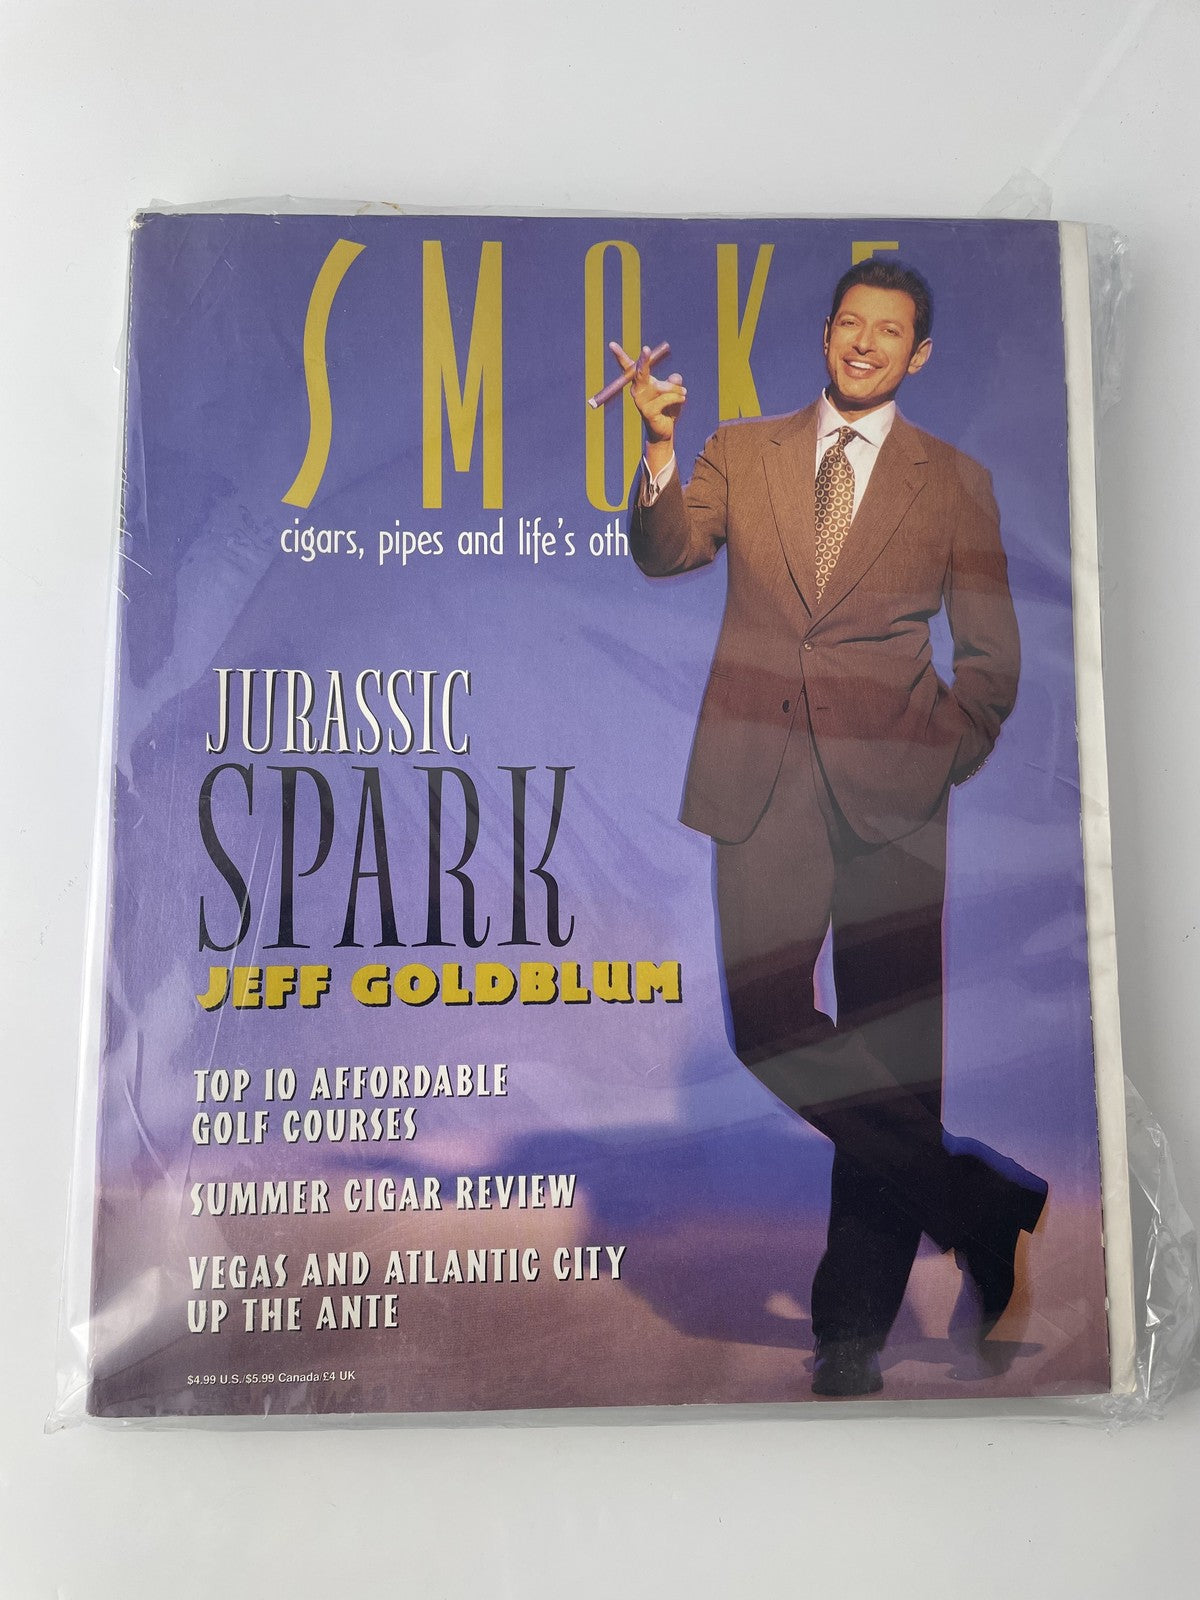 SMOKE
cigars, pipes and life's oth
JURASSIC
SPARK
JEFF GOLDBLUM
TOP 10 AFFORDABLE
GOLF COURSES
SUMMER CIGAR REVIEW
VEGAS AND ATLANTIC CITY
UP THE ANTE
$4.99 U.S./$5.99 Canada/£4 UK